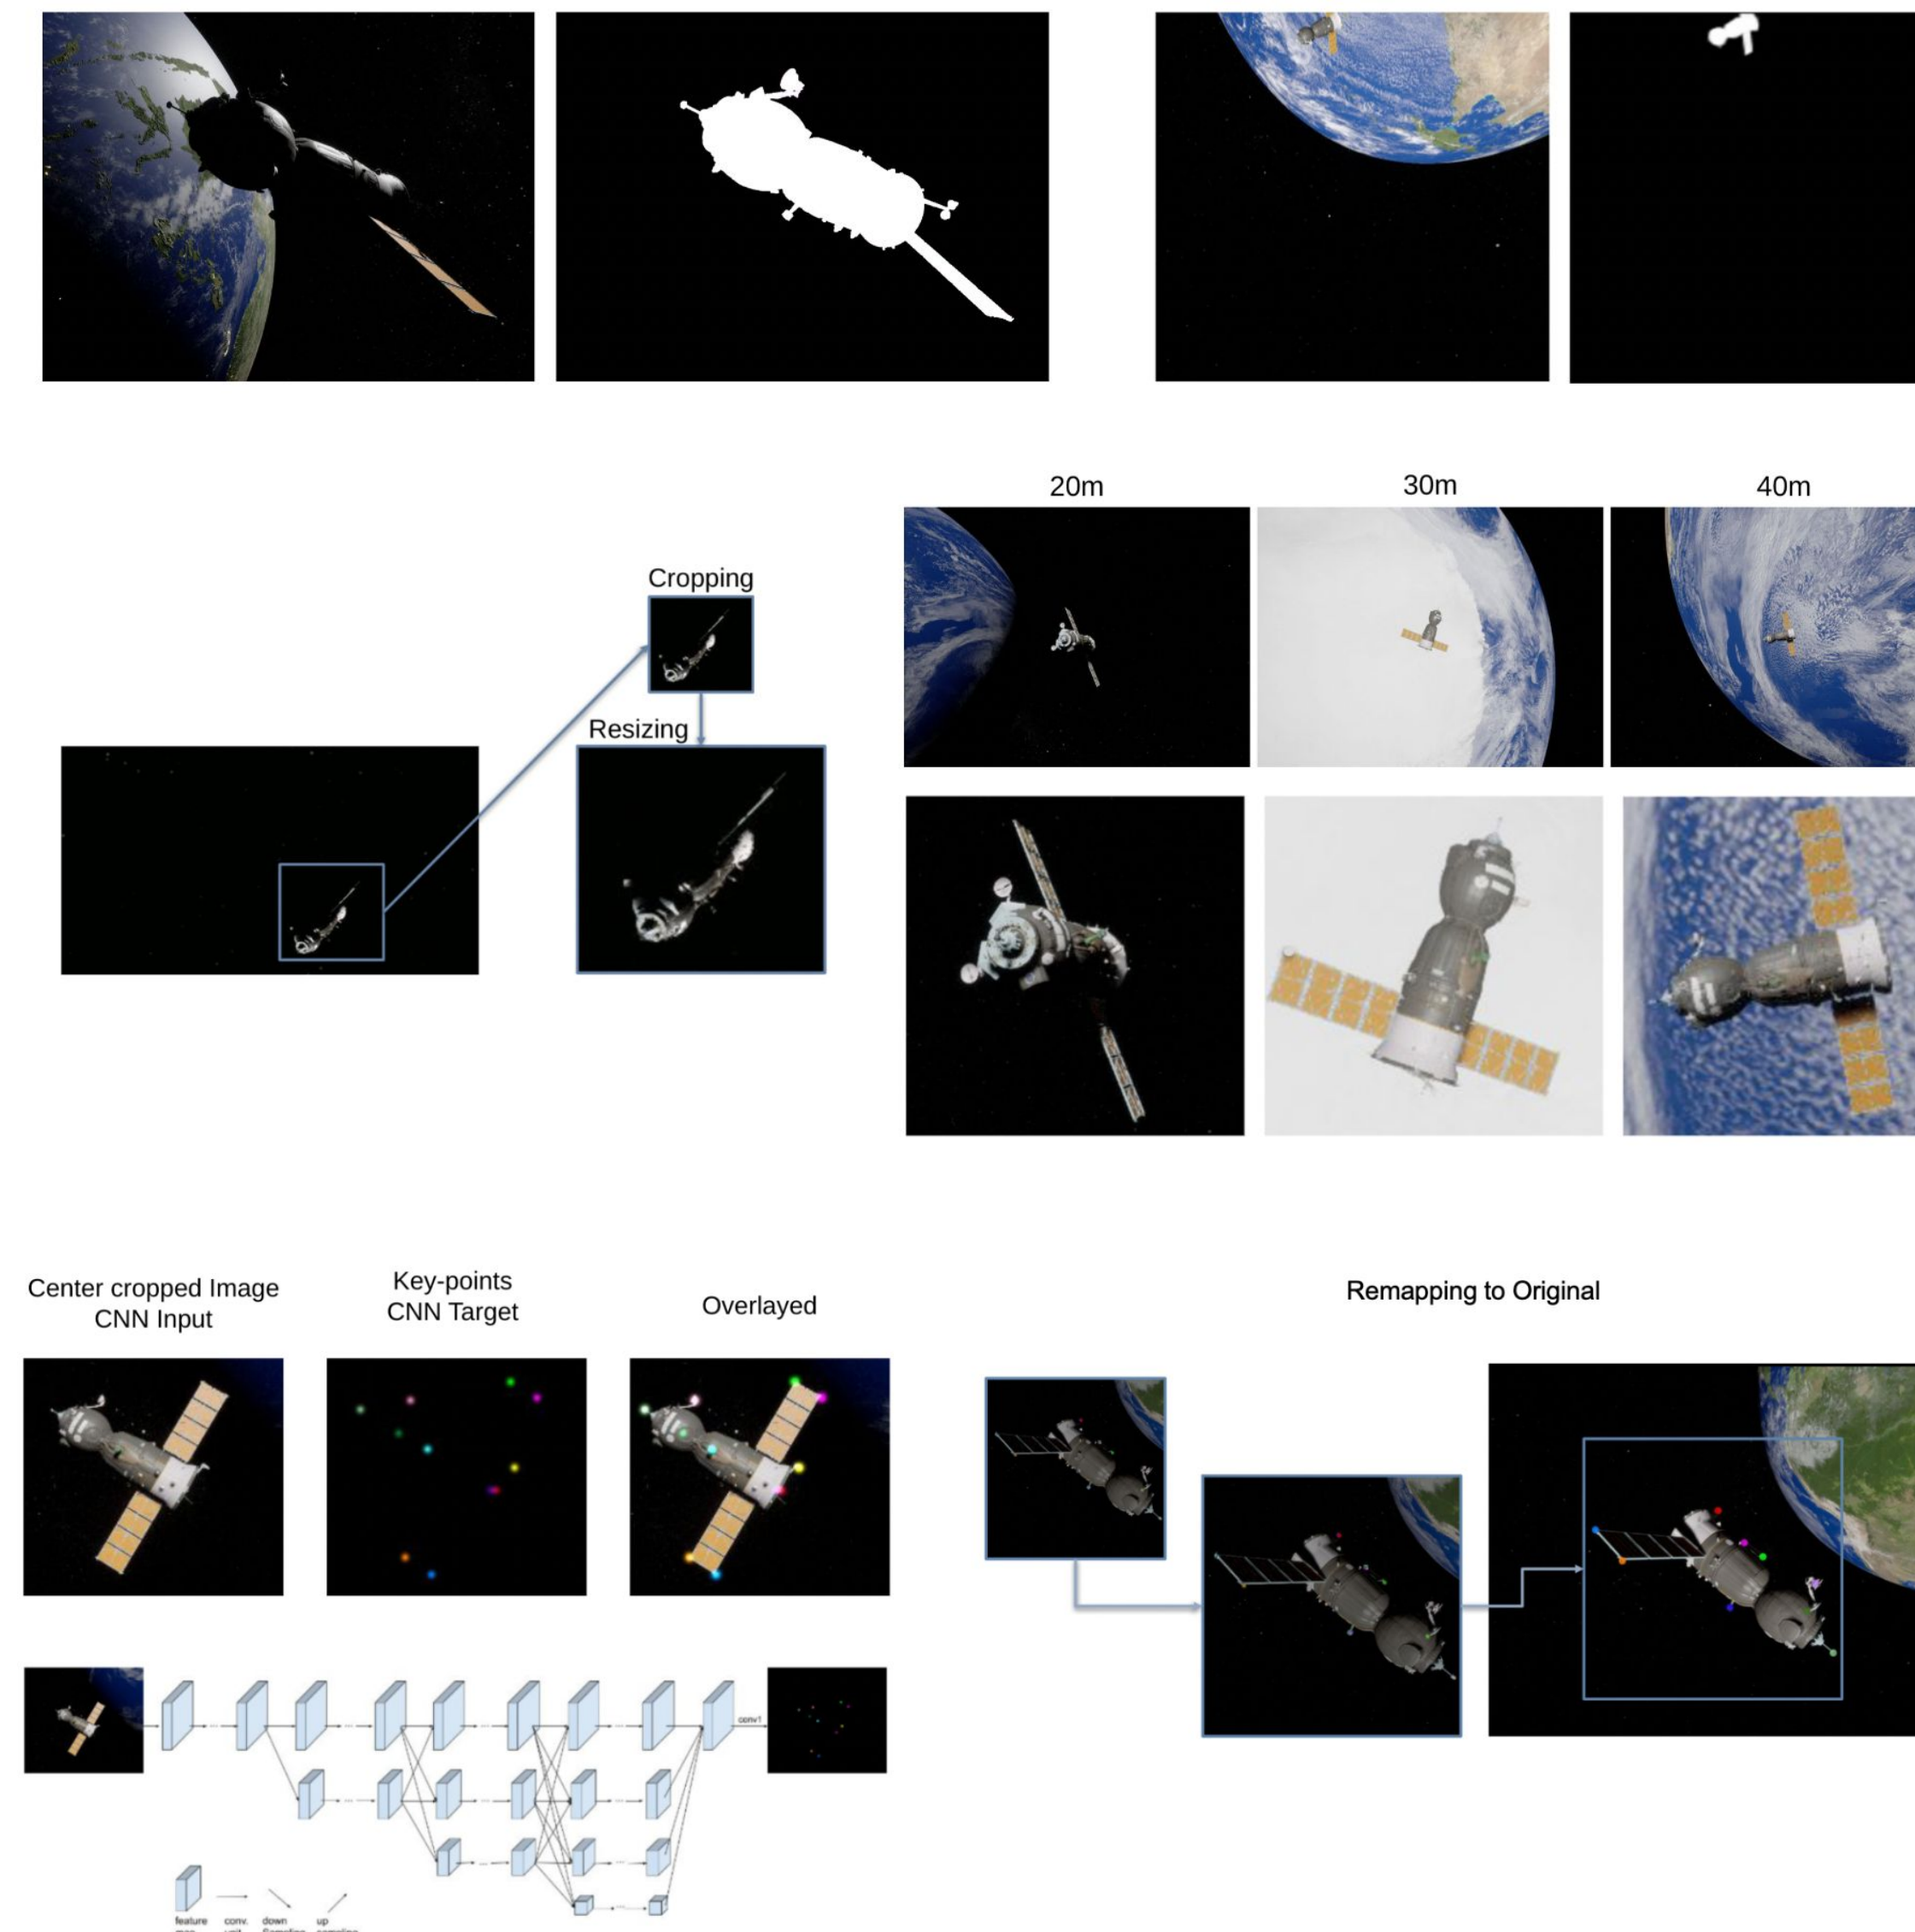 20m
30m
40m
Cropping
Resizing
Center cropped Image
CNN Input
Key-points
CNN Target
Overlayed
Remapping to Original
conv1
feature
conv.
down
up